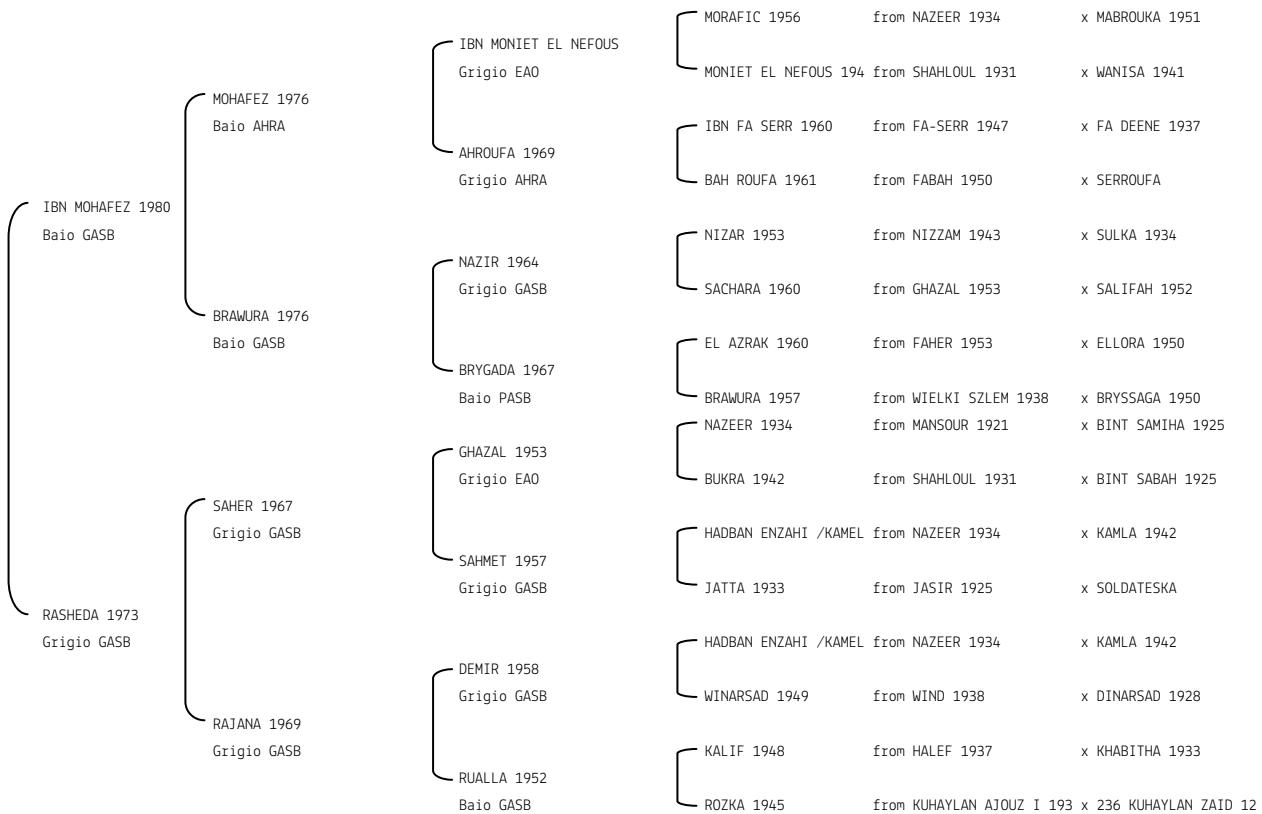 MORAFIC 1956 from NAZEER 1934 x MABROUKA 1951
IBN MONIET EL NEFOUS
Grigio EAO
MONIET EL NEFOUS 194 from SHAHLOUL 1931 x WANISA 1941
MOHAFEZ 1976
Baio AHRA
IBN FA SERR 1960 from FA-SERR 1947 x FA DEENE 1937
AHROUFA 1969
Grigio AHRA
BAH ROUFA 1961 from FABAH 1950 x SERROUFA
IBN MOHAFEZ 1980
Baio GASB
NIZAR 1953 from NIZZAM 1943 x SULKA 1934
NAZIR 1964
Grigio GASB
SACHARA 1960 from GHAZAL 1953 x SALIFAH 1952
BRAWURA 1976
Baio GASB
EL AZRAK 1960 from FAHER 1953 x ELLORA 1950
BRYGADA 1967
Baio PASB
BRAWURA 1957 from WIELKI SZLEM 1938 x BRYSSAGA 1950
NAZEER 1934 from MANSOUR 1921 x BINT SAMIHA 1925
GHAZAL 1953
Grigio EAO
BUKRA 1942 from SHAHLOUL 1931 x BINT SABAH 1925
SAHER 1967
Grigio GASB
HADBAN ENZAHI /KAMEL from NAZEER 1934 x KAMLA 1942
SAHMET 1957
Grigio GASB
JATTA 1933 from JASIR 1925 x SOLDATESKA
RASHEDA 1973
Grigio GASB
HADBAN ENZAHI /KAMEL from NAZEER 1934 x KAMLA 1942
DEMIR 1958
Grigio GASB
WINARSAD 1949 from WIND 1938 x DINARSAD 1928
RAJANA 1969
Grigio GASB
KALIF 1948 from HALEF 1937 x KHABITHA 1933
RUALLA 1952
Baio GASB
ROZKA 1945 from KUHAYLAN AJOUZ I 193 x 236 KUHAYLAN ZAID 12